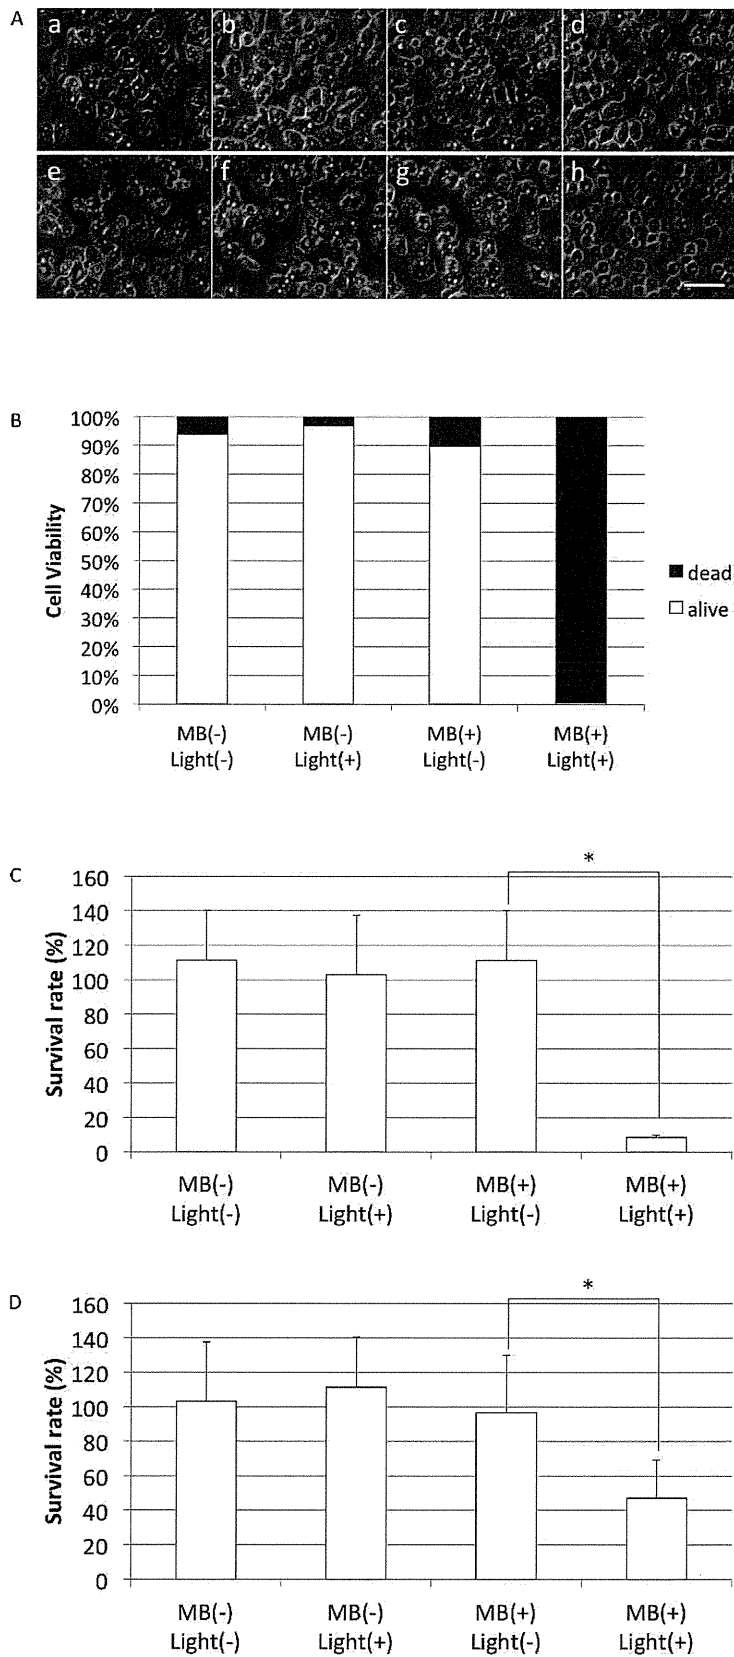 A
a b c d
e f g h
B
Cell Viability
100%
90%
80%
70%
60%
50%
40%
30%
20%
10%
0%
MB(-) MB(-) MB(+) MB(+)
Light(-) Light(+) Light(-) Light(+)
dead
alive
C
Survival rate (%)
*
160
140
120
100
80
60
40
20
0
MB(-) MB(-) MB(+) MB(+)
Light(-) Light(+) Light(-) Light(+)
D
Survival rate (%)
*
160
140
120
100
80
60
40
20
0
MB(-) MB(-) MB(+) MB(+)
Light(-) Light(+) Light(-) Light(+)